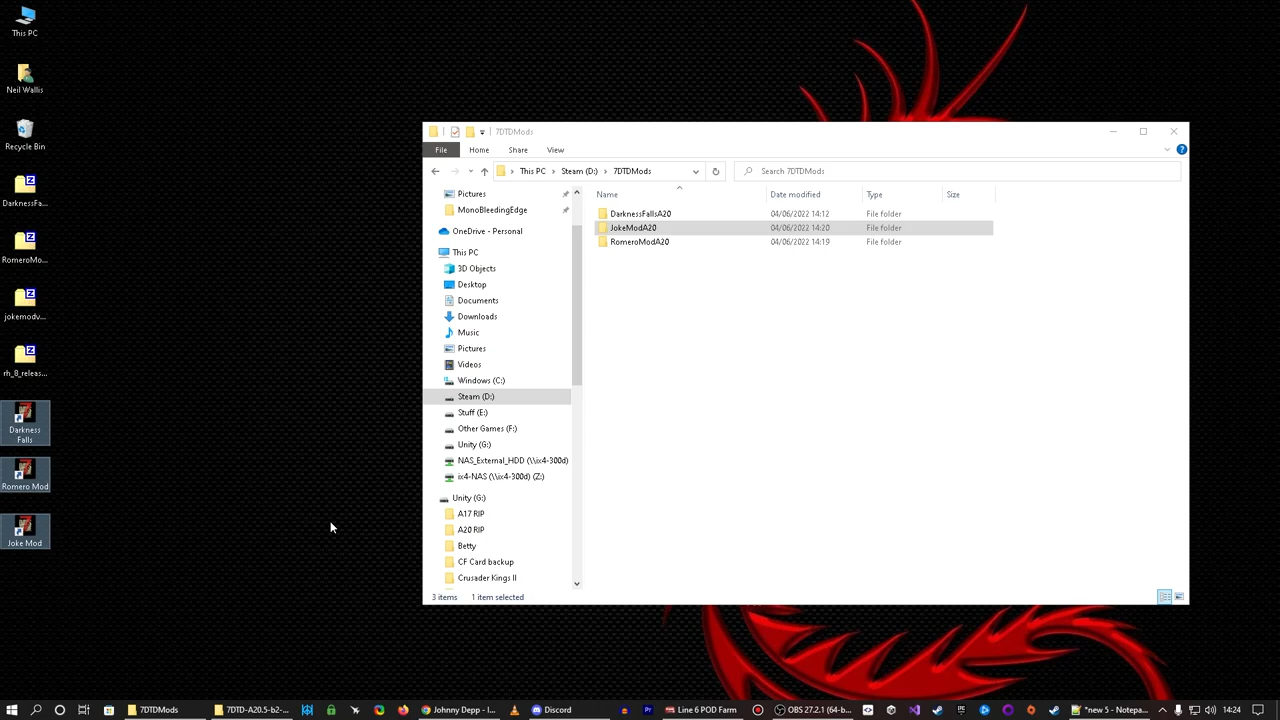 This PC
Neil Wallis
Recycle Bin
DarknessFa...
RomeroMo...
jokemodv...
rh_8_releas...
Darkness
Falls
Romero Mod
Joke Mod
7DTDMods
File
Home
Share
View
This PC > Steam (D:) > 7DTDMods
Search 7DTDMods
Pictures
MonoBleedingEdge
OneDrive - Personal
This PC
3D Objects
Desktop
Documents
Downloads
Music
Pictures
Videos
Windows (C:)
Steam (D:)
Stuff (E:)
Other Games (F:)
Unity (G:)
NAS_External_HDD (\\ix4-300d)
ix4-NAS (\\ix4-300d) (Z:)
Unity (G:)
A17 RIP
A20 RIP
Betty
CF Card backup
Crusader Kings II
Name Date modified Type Size
DarknessFallsA20 04/06/2022 14:12 File folder
JokeModA20 04/06/2022 14:20 File folder
RomeroModA20 04/06/2022 14:19 File folder
3 items 1 item selected
7DTDMods
7DTD-A20.5-b2-...
Johnny Depp - I...
Discord
Line 6 POD Farm
OBS 27.2.1 (64-b...
*new 5 - Notepa...
14:24